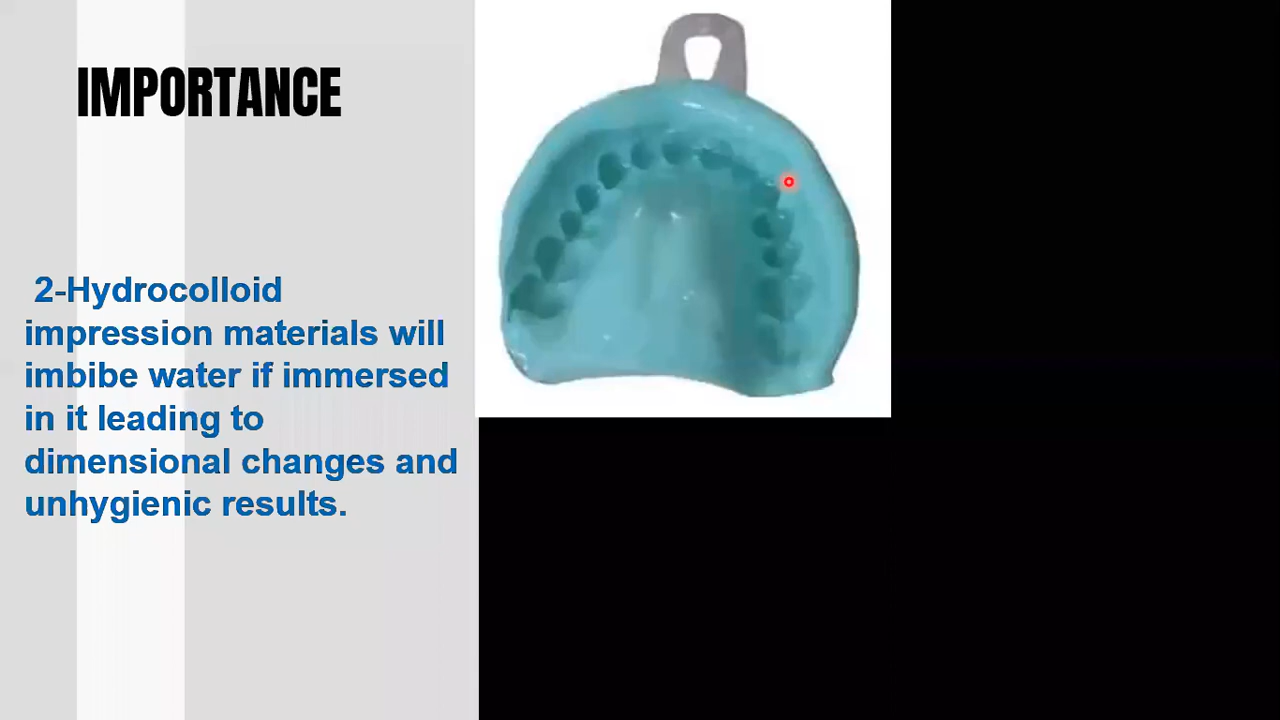 IMPORTANCE
2-Hydrocolloid
impression materials will
imbibe water if immersed
in it leading to
dimensional changes and
unhygienic results.